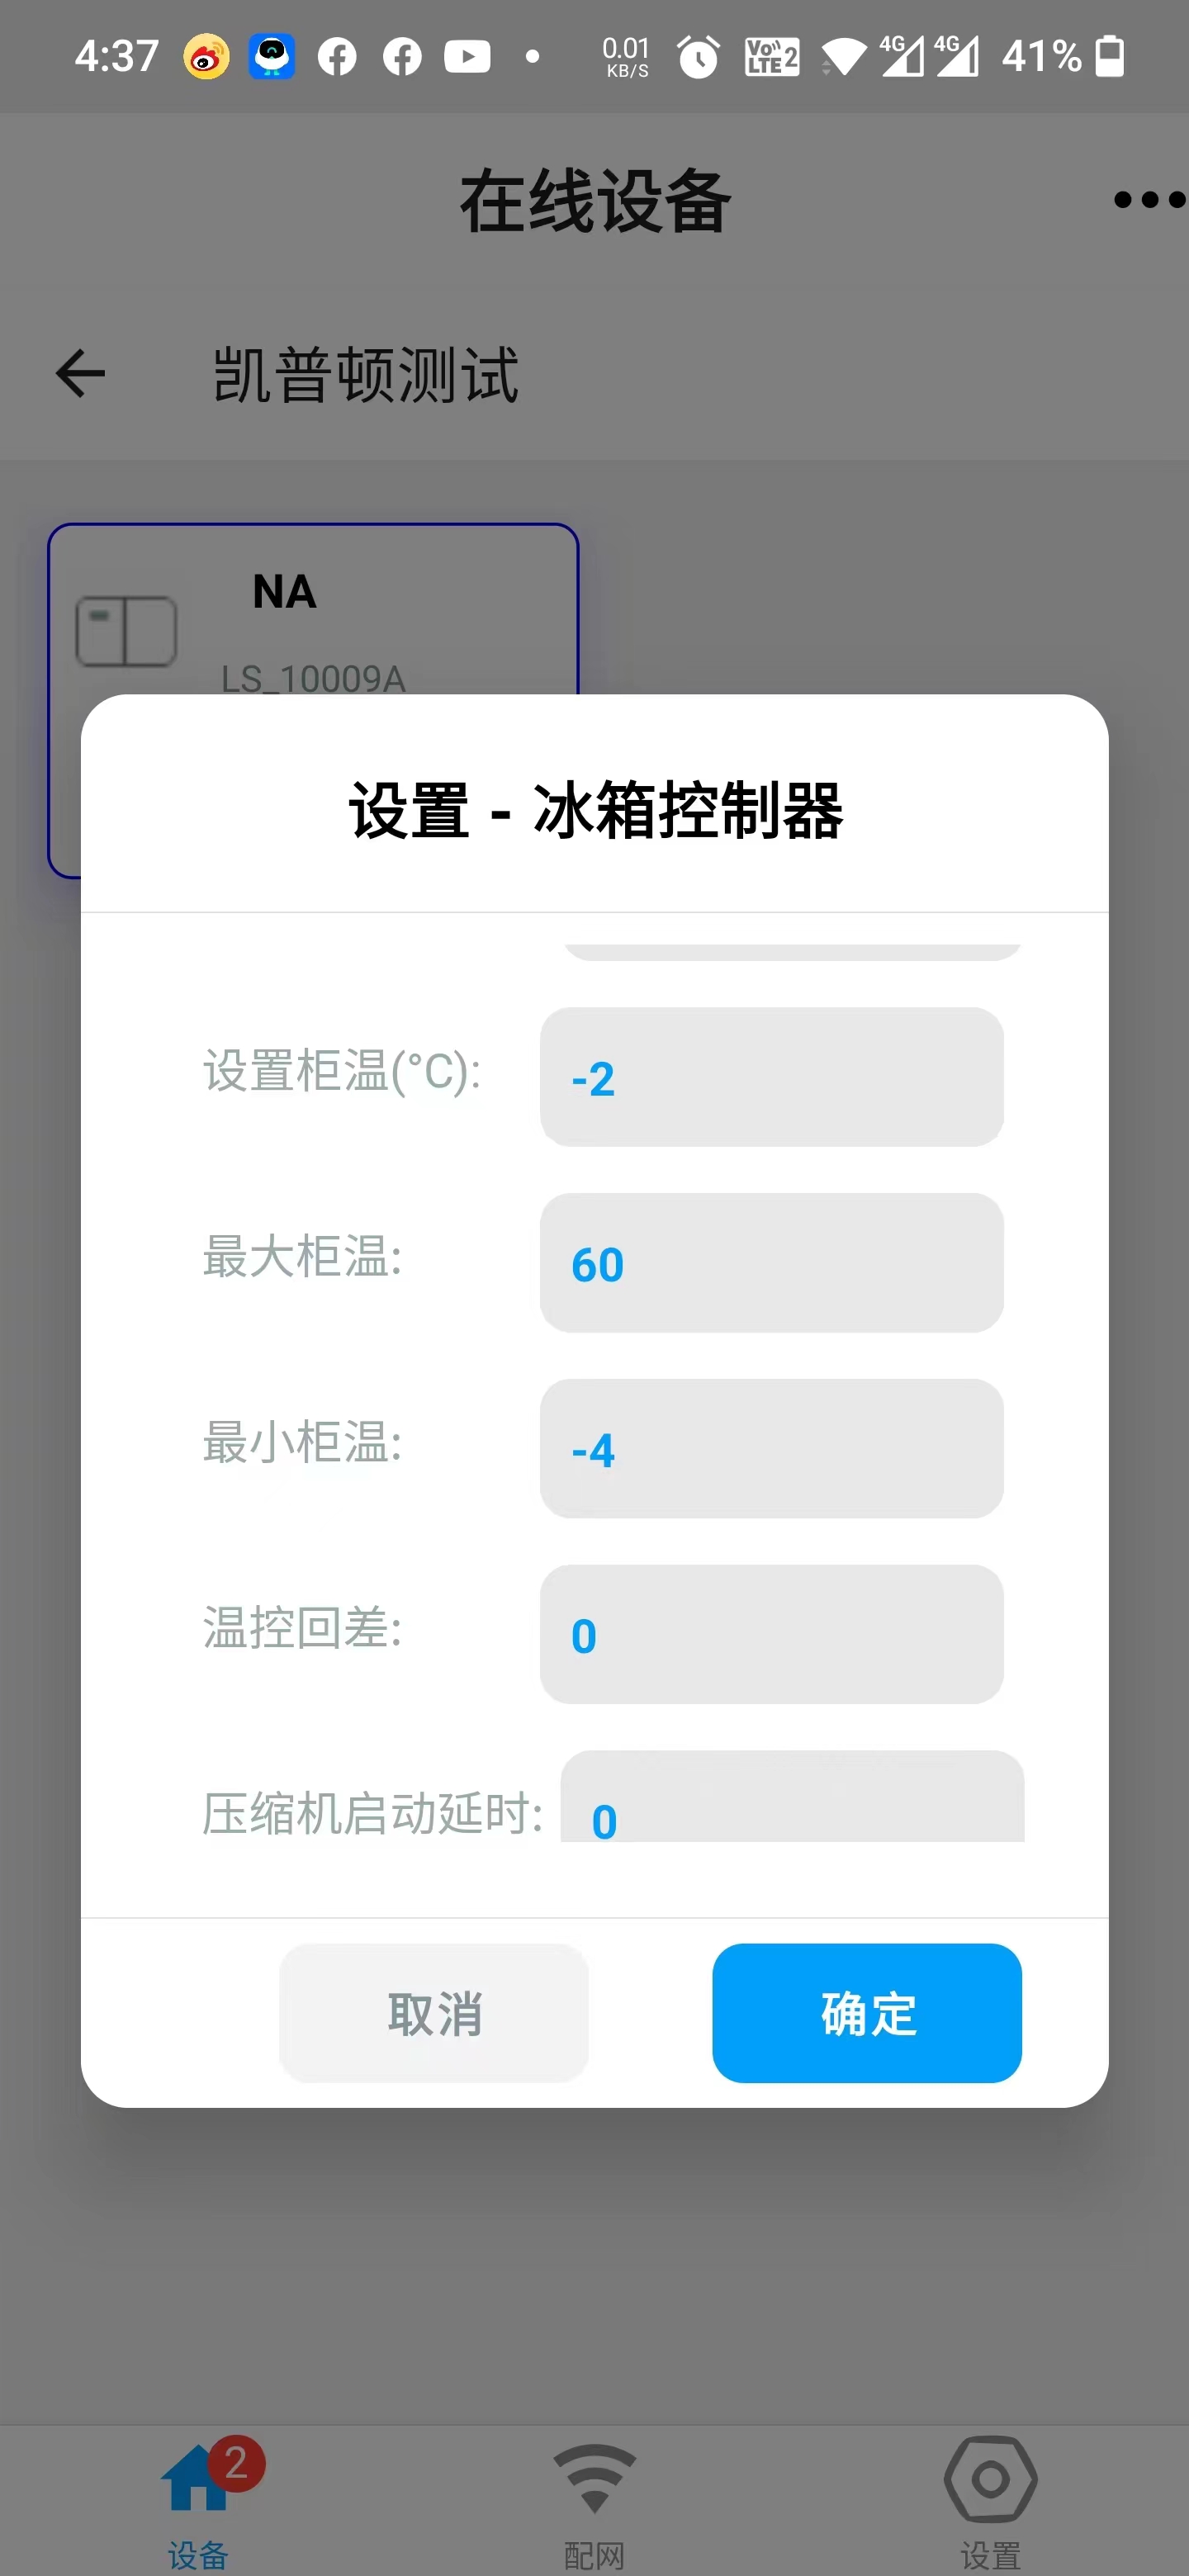 4:37
0.01
KB/S
Vo
LTE 2
4G
4G
41%
在线设备
凯普顿测试
NA
LS_10009A
设置 - 冰箱控制器
设置柜温(°C):
-2
最大柜温:
60
最小柜温:
-4
温控回差:
0
压缩机启动延时:
0
取消
确定
2
设备
配网
设置